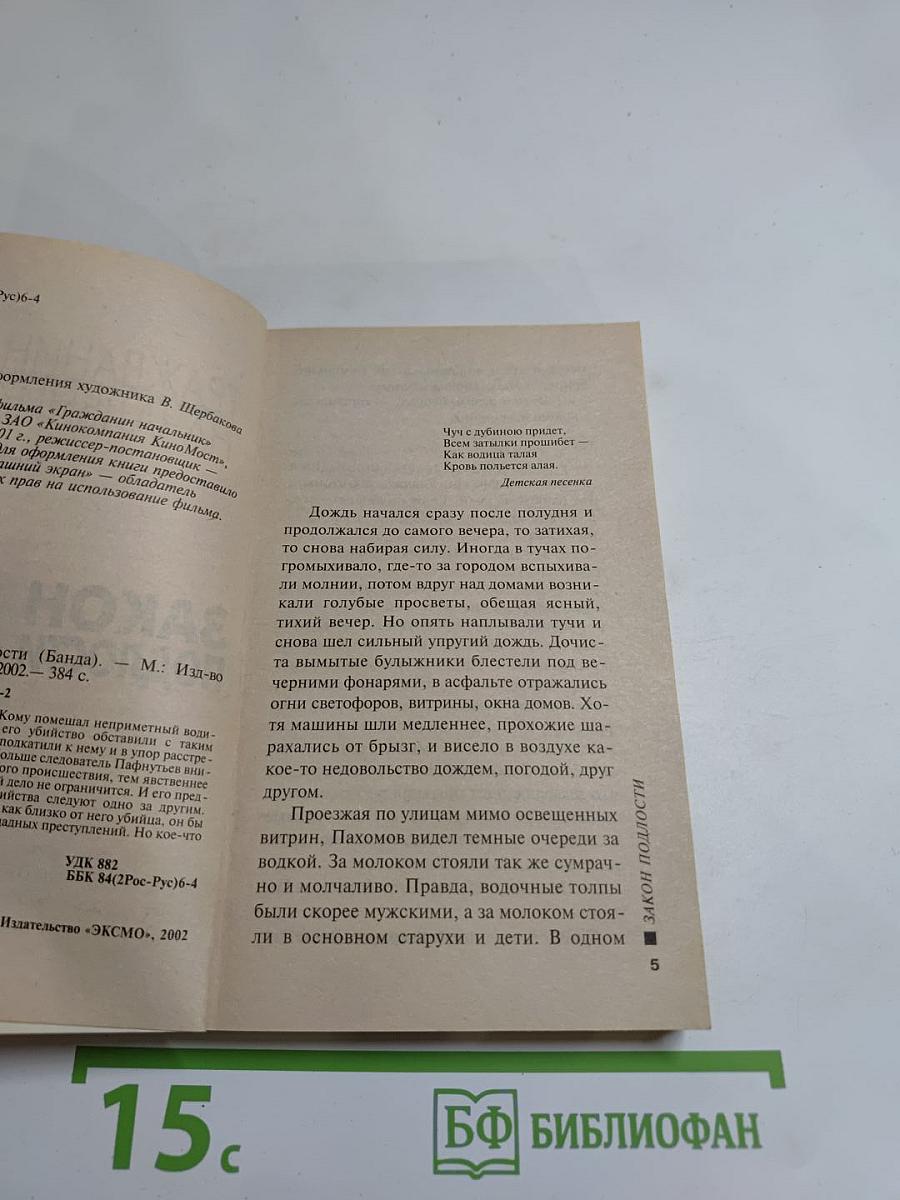 Рус)6-4
формления художника В. Щербакова
фильма «Гражданин начальник»
ЗАО «Кинокомпания КиноМост»,
01 г., режиссер-постановщик —
для оформления книги предоставило
ашний экран» — обладатель
х прав на использование фильма.
ости (Банда). — М.: Изд-во
2002.— 384 с.
-2
Кому помешал неприметный води-
его убийство обставили с таким
подкатили к нему и в упор расстре-
ольше следователь Пафнутьев вни-
ого происшествия, тем явственнее
й дело не ограничится. И его пред-
ийства следуют одно за другим.
как близко от него убийца, он бы
адных преступлений. Но кое-что
УДК 882
ББК 84(2Рос-Рус)6-4
Издательство «ЭКСМО», 2002
Чуч с дубиною придет,
Всем затылки прошибет —
Как водица талая
Кровь польется алая.
Детская песенка
Дождь начался сразу после полудня и
продолжался до самого вечера, то затихая,
то снова набирая силу. Иногда в тучах по-
громыхивало, где-то за городом вспыхива-
ли молнии, потом вдруг над домами возни-
кали голубые просветы, обещая ясный,
тихий вечер. Но опять наплывали тучи и
снова шел сильный упругий дождь. Дочис-
та вымытые булыжники блестели под ве-
черними фонарями, в асфальте отражались
огни светофоров, витрины, окна домов. Хо-
тя машины шли медленнее, прохожие ша-
рахались от брызг, и висело в воздухе ка-
кое-то недовольство дождем, погодой, друг
другом.
Проезжая по улицам мимо освещенных
витрин, Пахомов видел темные очереди за
водкой. За молоком стояли так же сумрач-
но и молчаливо. Правда, водочные толпы
были скорее мужскими, а за молоком стоя-
ли в основном старухи и дети. В одном
ЗАКОН ПОДЛОСТИ
5
15 с
БФ БИБЛИОФАН